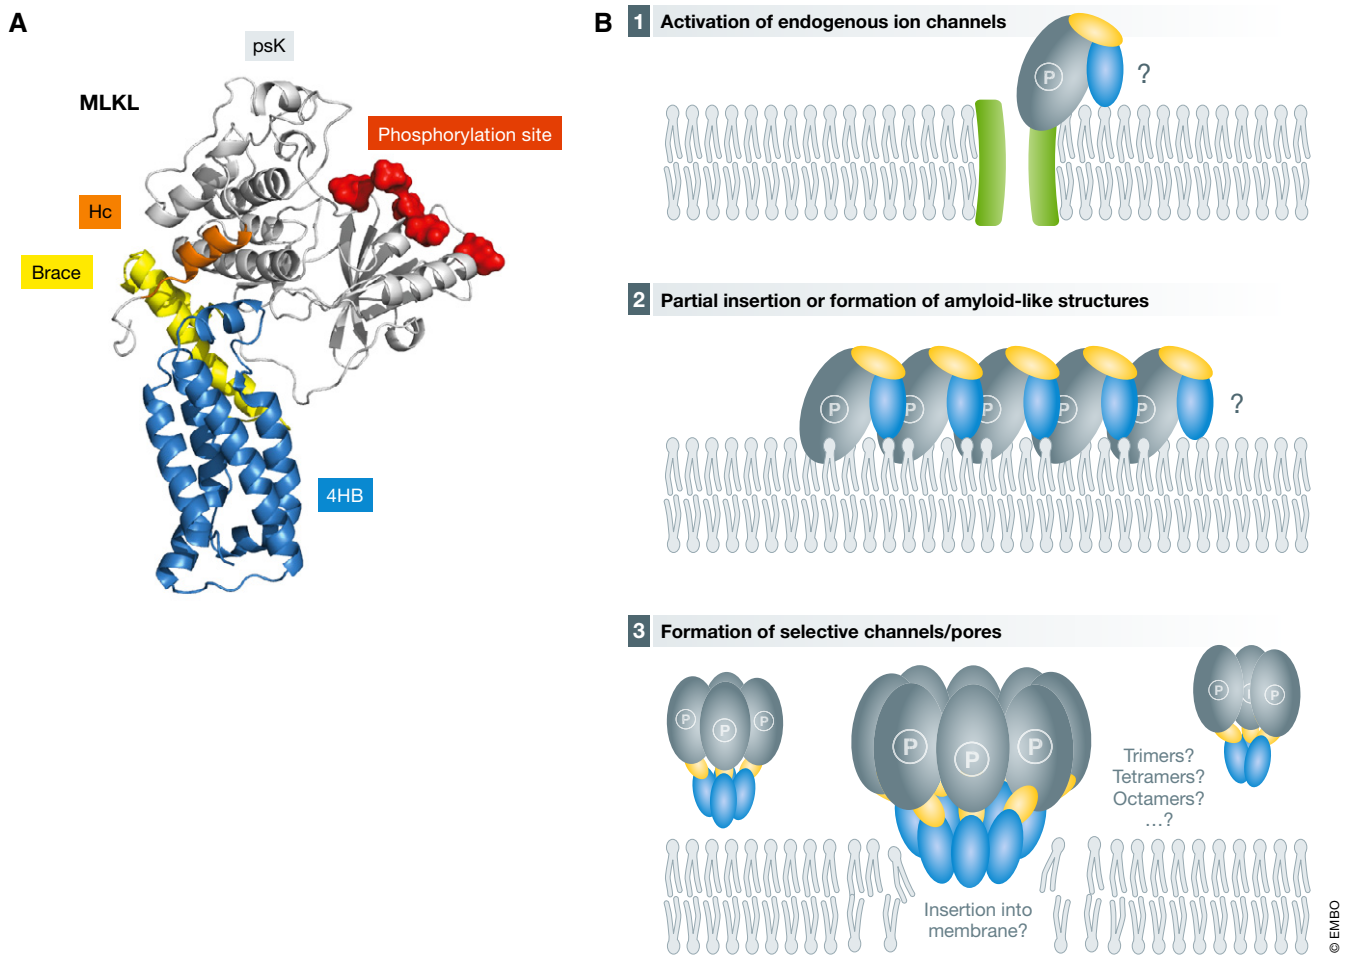 A
psK
MLKL
Phosphorylation site
Hc
Brace
4HB
B
1 Activation of endogenous ion channels
P
?
2 Partial insertion or formation of amyloid-like structures
P P P P P
?
3 Formation of selective channels/pores
P P P
P P P
P P
Trimers?
Tetramers?
Octamers?
...?
Insertion into
membrane?
© EMBO